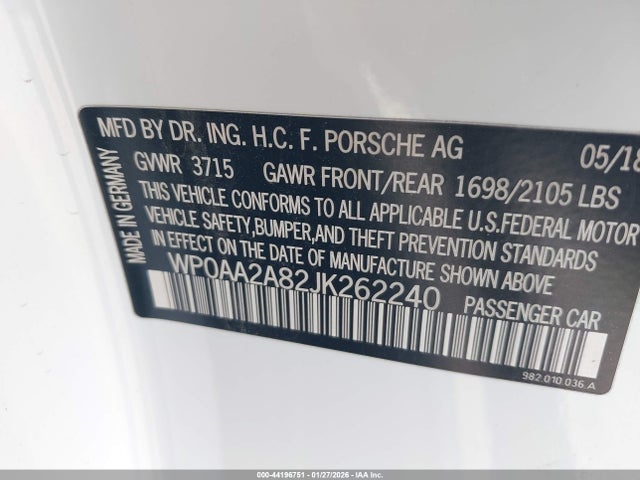 MFD BY DR. ING. H.C. F. PORSCHE AG 05/18
GVWR 3715 GAWR FRONT/REAR 1698/2105 LBS
THIS VEHICLE CONFORMS TO ALL APPLICABLE U.S.FEDERAL MOTOR
VEHICLE SAFETY,BUMPER,AND THEFT PREVENTION STANDARDS
IN EFFECT ON THE DATE OF MANUFACTURE SHOWN ABOVE
WP0AA2A82JK262240 PASSENGER CAR
MADE IN GERMANY
982.010.036.A
000-44196751 - 01/27/2026 - IAAI.CA